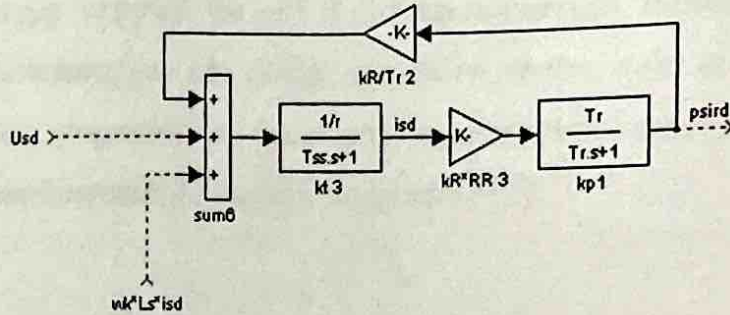 -K-
kR/Tr 2
+
+
+
Usd
sum6
1/r
Tss.s+1
kt 3
isd
K-
kR*RR 3
Tr
Tr.s+1
kp1
psird
wk*Ls*isd